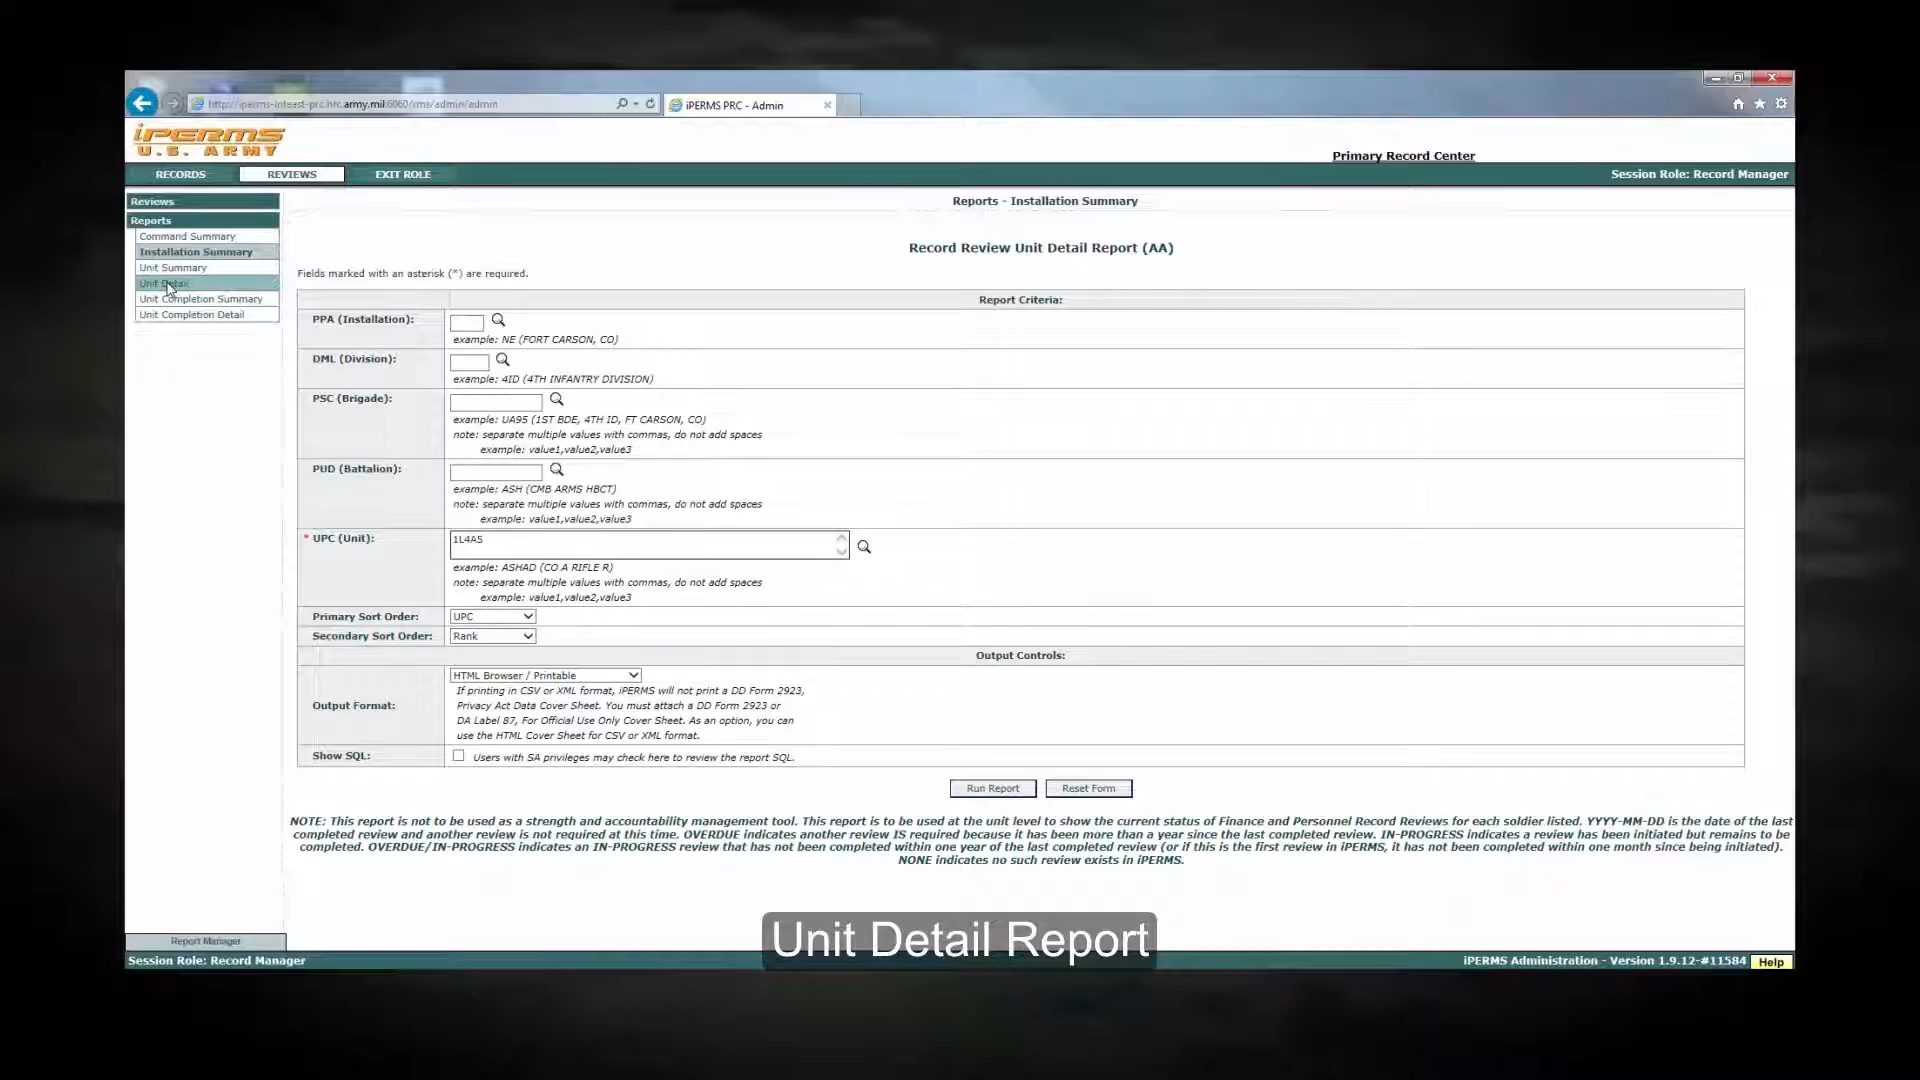 http://iperms-inteast-prc.hrc.army.mil:6060/rms/admin/admin
iPERMS PRC - Admin
iPERMS
U.S. ARMY
Primary Record Center
RECORDS
REVIEWS
EXIT ROLE
Session Role: Record Manager
Reviews
Reports
Command Summary
Installation Summary
Unit Summary
Unit Detail
Unit Completion Summary
Unit Completion Detail
Reports - Installation Summary
Record Review Unit Detail Report (AA)
Fields marked with an asterisk (*) are required.
Report Criteria:
PPA (Installation):
example: NE (FORT CARSON, CO)
DML (Division):
example: 4ID (4TH INFANTRY DIVISION)
PSC (Brigade):
example: UA95 (1ST BDE, 4TH ID, FT CARSON, CO)
note: separate multiple values with commas, do not add spaces
example: value1,value2,value3
PUD (Battalion):
example: ASH (CMB ARMS HBCT)
note: separate multiple values with commas, do not add spaces
example: value1,value2,value3
* UPC (Unit):
1L4A5
example: ASHAD (CO A RIFLE R)
note: separate multiple values with commas, do not add spaces
example: value1,value2,value3
Primary Sort Order:
UPC
Secondary Sort Order:
Rank
Output Controls:
Output Format:
HTML Browser / Printable
If printing in CSV or XML format, iPERMS will not print a DD Form 2923,
Privacy Act Data Cover Sheet. You must attach a DD Form 2923 or
DA Label 87, For Official Use Only Cover Sheet. As an option, you can
use the HTML Cover Sheet for CSV or XML format.
Show SQL:
Users with SA privileges may check here to review the report SQL.
Run Report
Reset Form
NOTE: This report is not to be used as a strength and accountability management tool. This report is to be used at the unit level to show the current status of Finance and Personnel Record Reviews for each soldier listed. YYYY-MM-DD is the date of the last
completed review and another review is not required at this time. OVERDUE indicates another review IS required because it has been more than a year since the last completed review. IN-PROGRESS indicates a review has been initiated but remains to be
completed. OVERDUE/IN-PROGRESS indicates an IN-PROGRESS review that has not been completed within one year of the last completed review (or if this is the first review in iPERMS, it has not been completed within one month since being initiated).
NONE indicates no such review exists in iPERMS.
Unit Detail Report
Report Manager
Session Role: Record Manager
iPERMS Administration - Version 1.9.12-#11584
Help